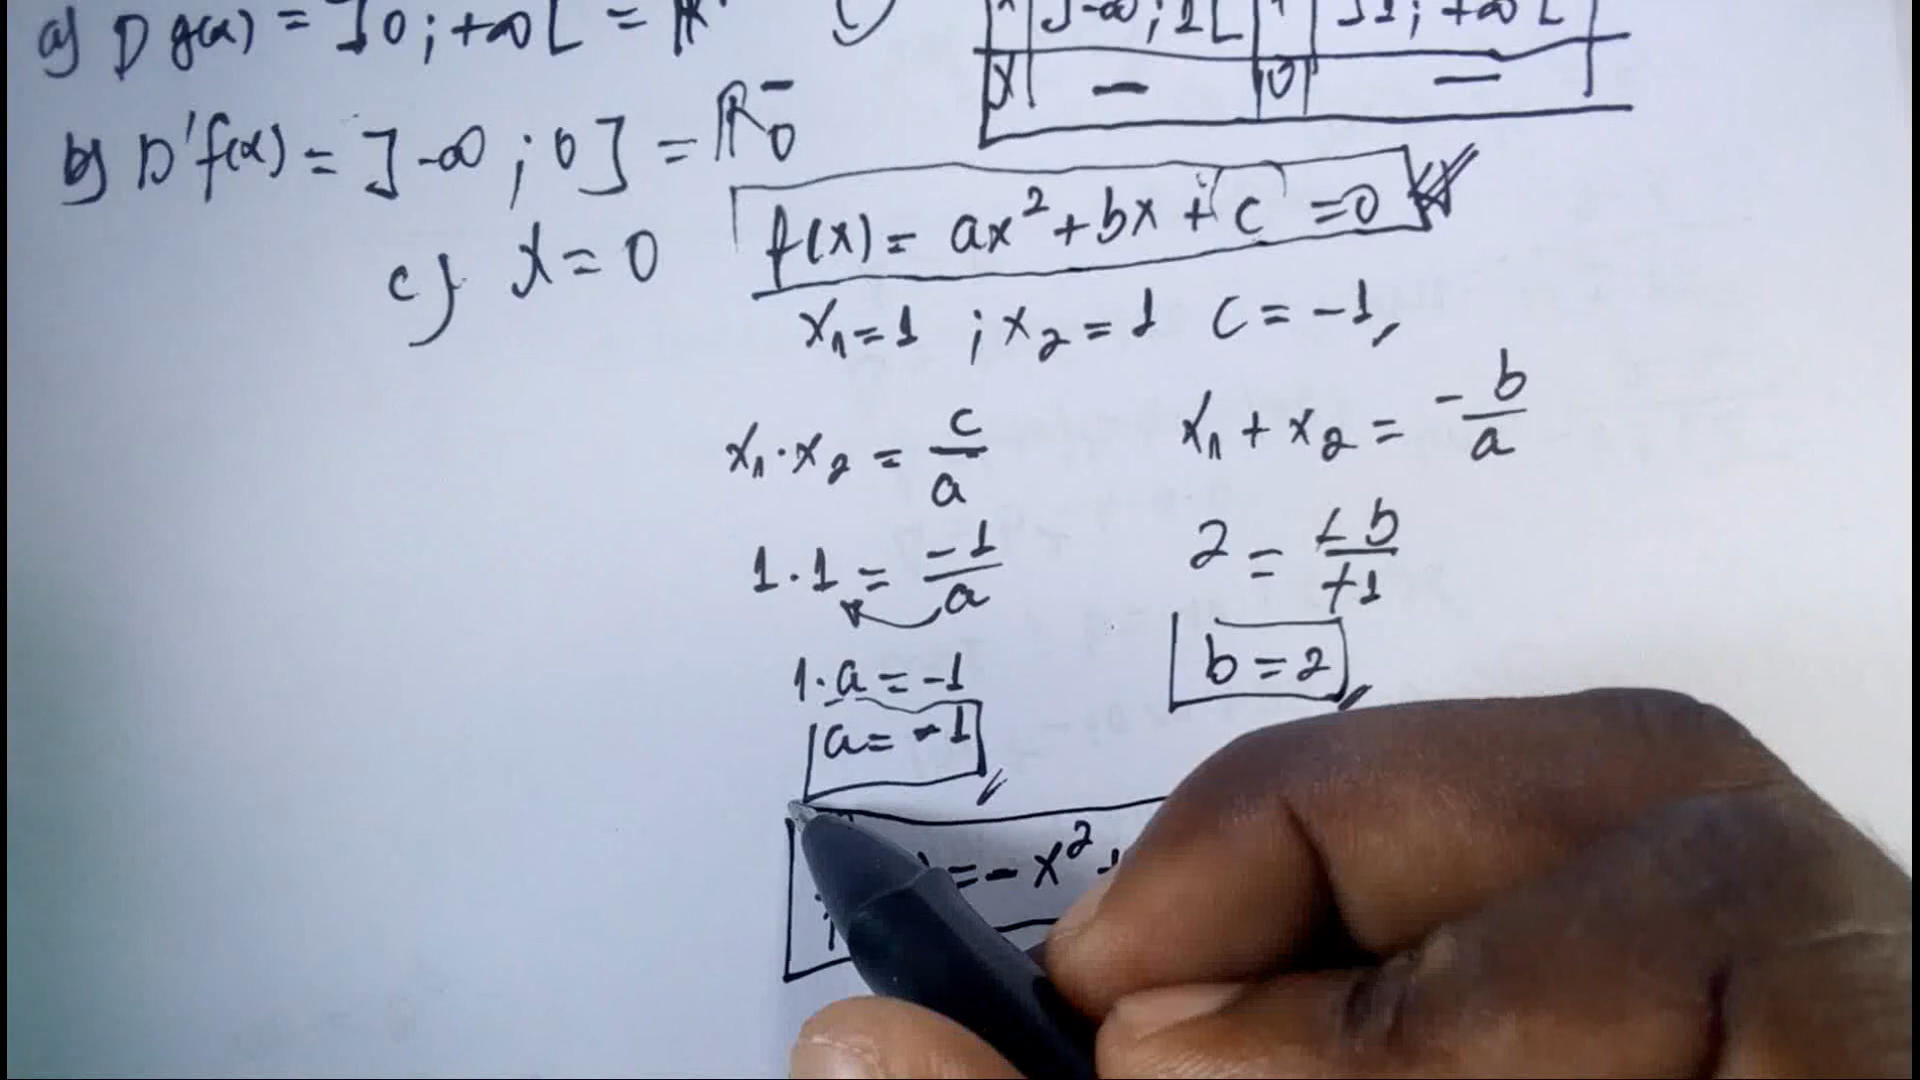 a) D g(x) = ]0 ; +∞[ = R
c)
]-∞ ; 1[ ]1 ; +∞[
y - 0 -
b) D'f(x) = ]-∞ ; 0] = R₀⁻
c) x = 0
f(x) = ax² + bx + c = 0
x₁ = 1 ; x₂ = 1 c = -1,
x₁ · x₂ = c/a
x₁ + x₂ = -b/a
1 · 1 = -1/a
2 = -b/+1
1 · a = -1
b = 2
a = -1
= -x² +